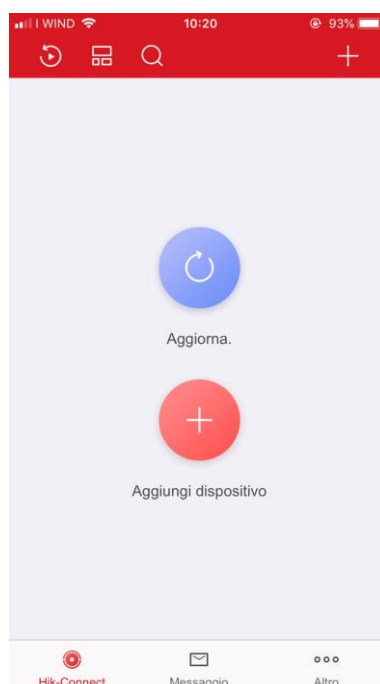 WIND 10:20 93%
Aggiorna.
Aggiungi dispositivo
Hik-Connect Messaggio Altro